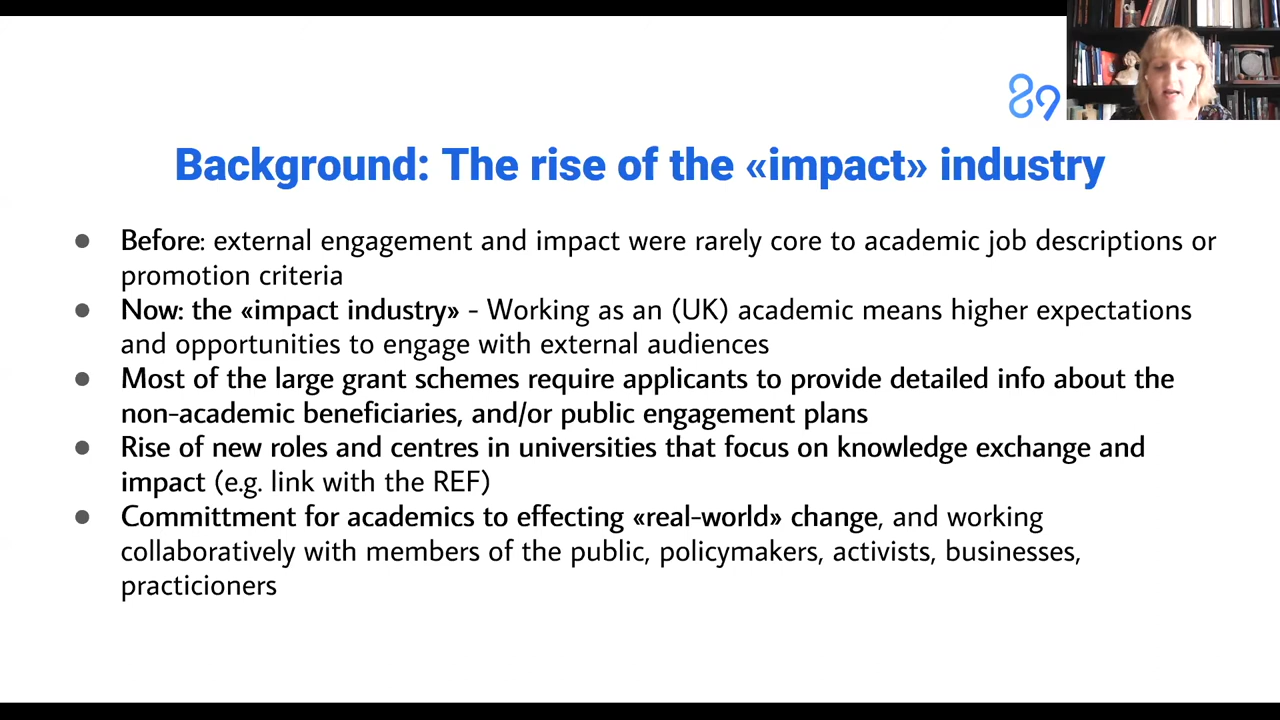 89
Background: The rise of the «impact» industry
● Before: external engagement and impact were rarely core to academic job descriptions or
promotion criteria
● Now: the «impact industry» - Working as an (UK) academic means higher expectations
and opportunities to engage with external audiences
● Most of the large grant schemes require applicants to provide detailed info about the
non-academic beneficiaries, and/or public engagement plans
● Rise of new roles and centres in universities that focus on knowledge exchange and
impact (e.g. link with the REF)
● Committment for academics to effecting «real-world» change, and working
collaboratively with members of the public, policymakers, activists, businesses,
practicioners